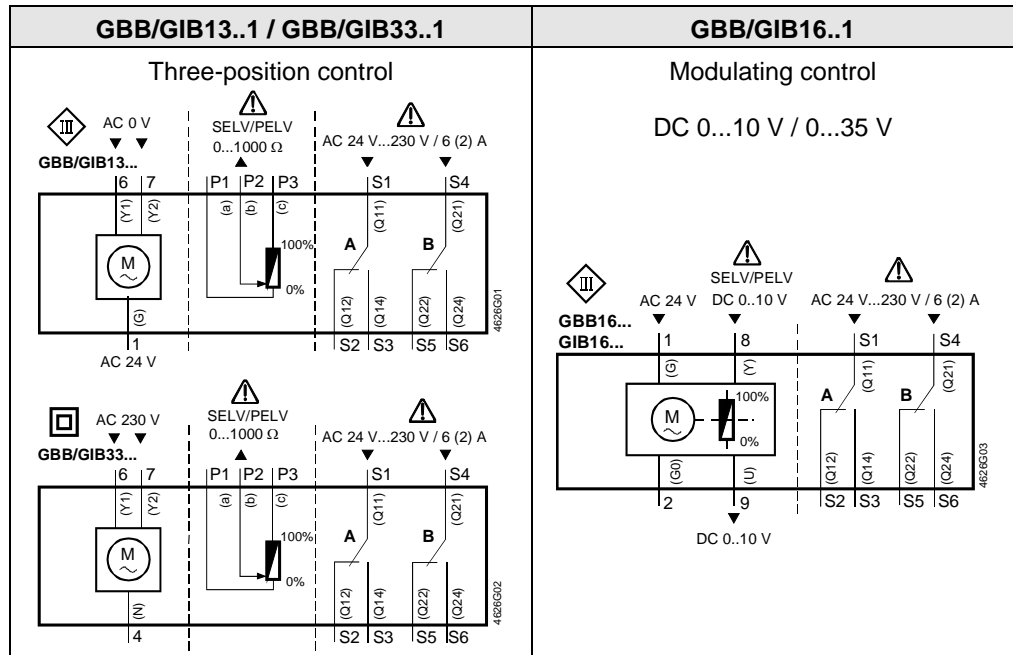 GBB/GIB13..1 / GBB/GIB33..1
Three-position control
III
AC 0 V
SELV/PELV
0...1000 Ω
AC 24 V...230 V / 6 (2) A
GBB/GIB13...
6 7 P1 P2 P3 S1 S4
(Y1) (Y2) (a) (b) (c) (Q11) (Q21)
A B
100%
M
~
0%
(G) (Q12) (Q14) (Q22) (Q24)
1 S2 S3 S5 S6
AC 24 V
4626G01
AC 230 V
SELV/PELV
0...1000 Ω
AC 24 V...230 V / 6 (2) A
GBB/GIB33...
6 7 P1 P2 P3 S1 S4
(Y1) (Y2) (a) (b) (c) (Q11) (Q21)
A B
100%
M
~
0%
(N) (Q12) (Q14) (Q22) (Q24)
4 S2 S3 S5 S6
4626G02
GBB/GIB16..1
Modulating control
DC 0...10 V / 0...35 V
III
SELV/PELV
AC 24 V DC 0..10 V AC 24 V...230 V / 6 (2) A
GBB16...
GIB16...
1 8 S1 S4
(G) (Y) (Q11) (Q21)
100%
A B
M
~
0%
(G0) (U) (Q12) (Q14) (Q22) (Q24)
2 9 S2 S3 S5 S6
DC 0..10 V
4626G03